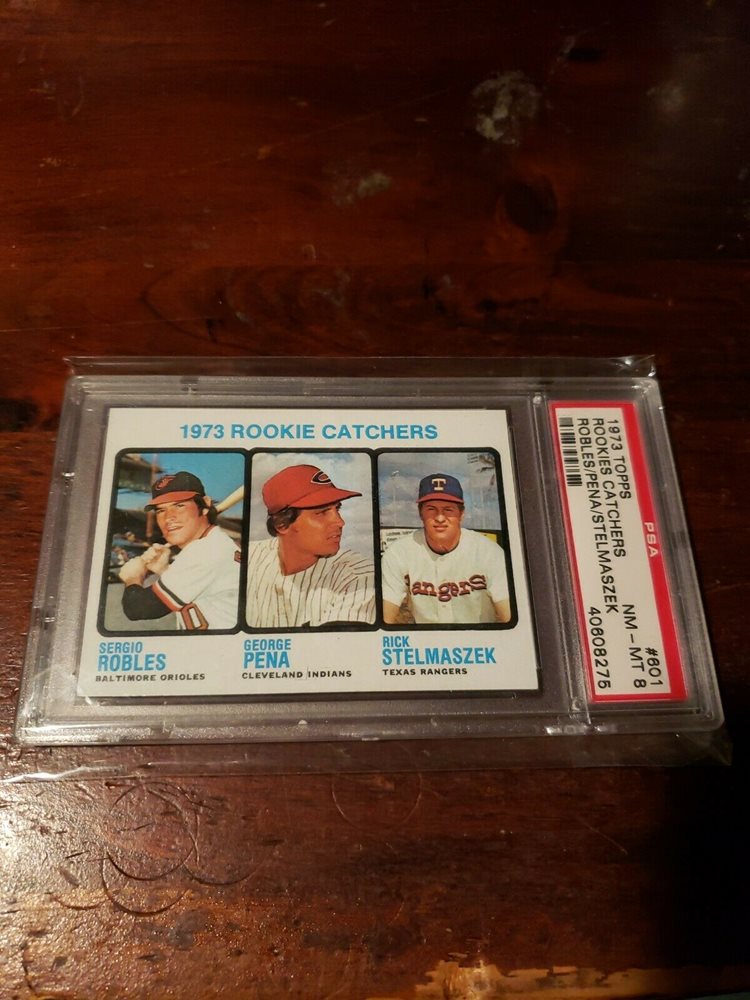 1973 ROOKIE CATCHERS
T
angers
SERGIO
ROBLES
BALTIMORE ORIOLES
GEORGE
PENA
CLEVELAND INDIANS
RICK
STELMASZEK
TEXAS RANGERS
PSA
1973 TOPPS #601
ROOKIES CATCHERS NM-MT 8
ROBLES/PENA/STELMASZEK 40608275